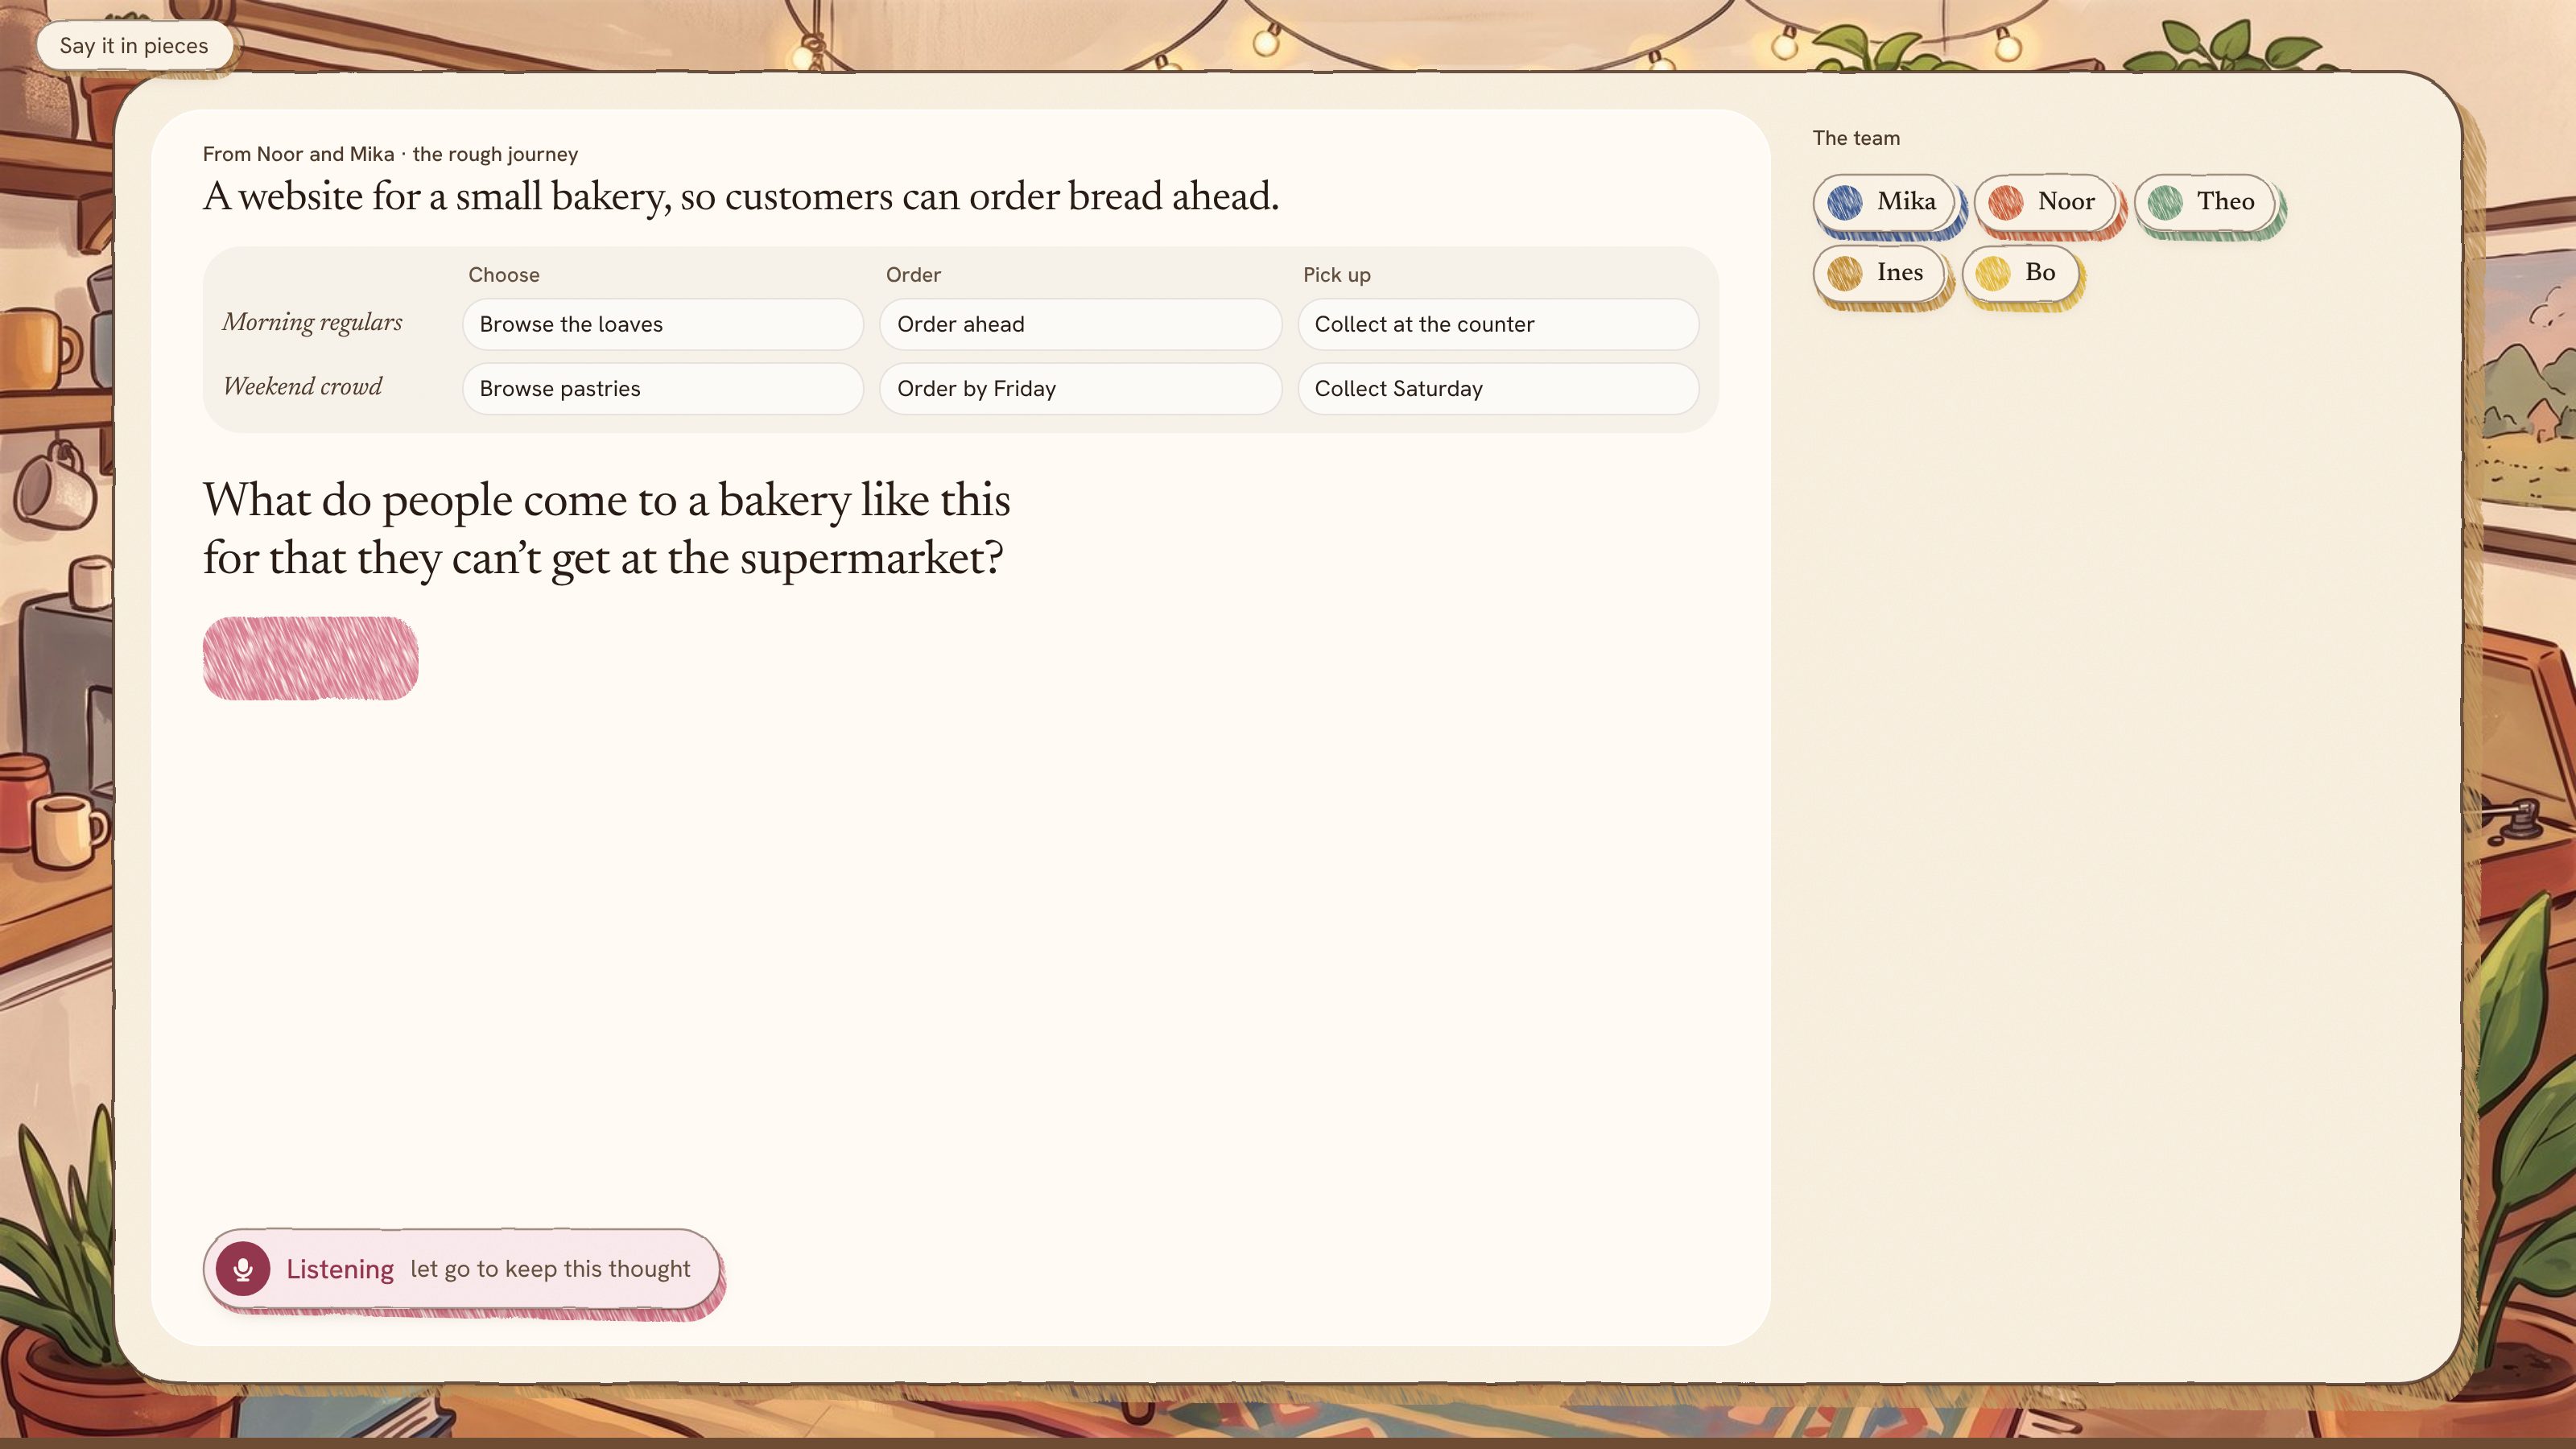 Say it in pieces
From Noor and Mika · the rough journey
A website for a small bakery, so customers can order bread ahead.
Choose Order Pick up
Morning regulars Browse the loaves Order ahead Collect at the counter
Weekend crowd Browse pastries Order by Friday Collect Saturday
What do people come to a bakery like this
for that they can’t get at the supermarket?
Listening let go to keep this thought
The team
Mika Noor Theo
Ines Bo